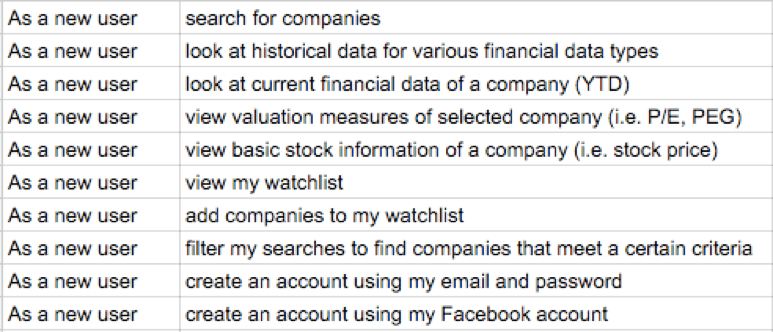 As a new user search for companies
As a new user look at historical data for various financial data types
As a new user look at current financial data of a company (YTD)
As a new user view valuation measures of selected company (i.e. P/E, PEG)
As a new user view basic stock information of a company (i.e. stock price)
As a new user view my watchlist
As a new user add companies to my watchlist
As a new user filter my searches to find companies that meet a certain criteria
As a new user create an account using my email and password
As a new user create an account using my Facebook account